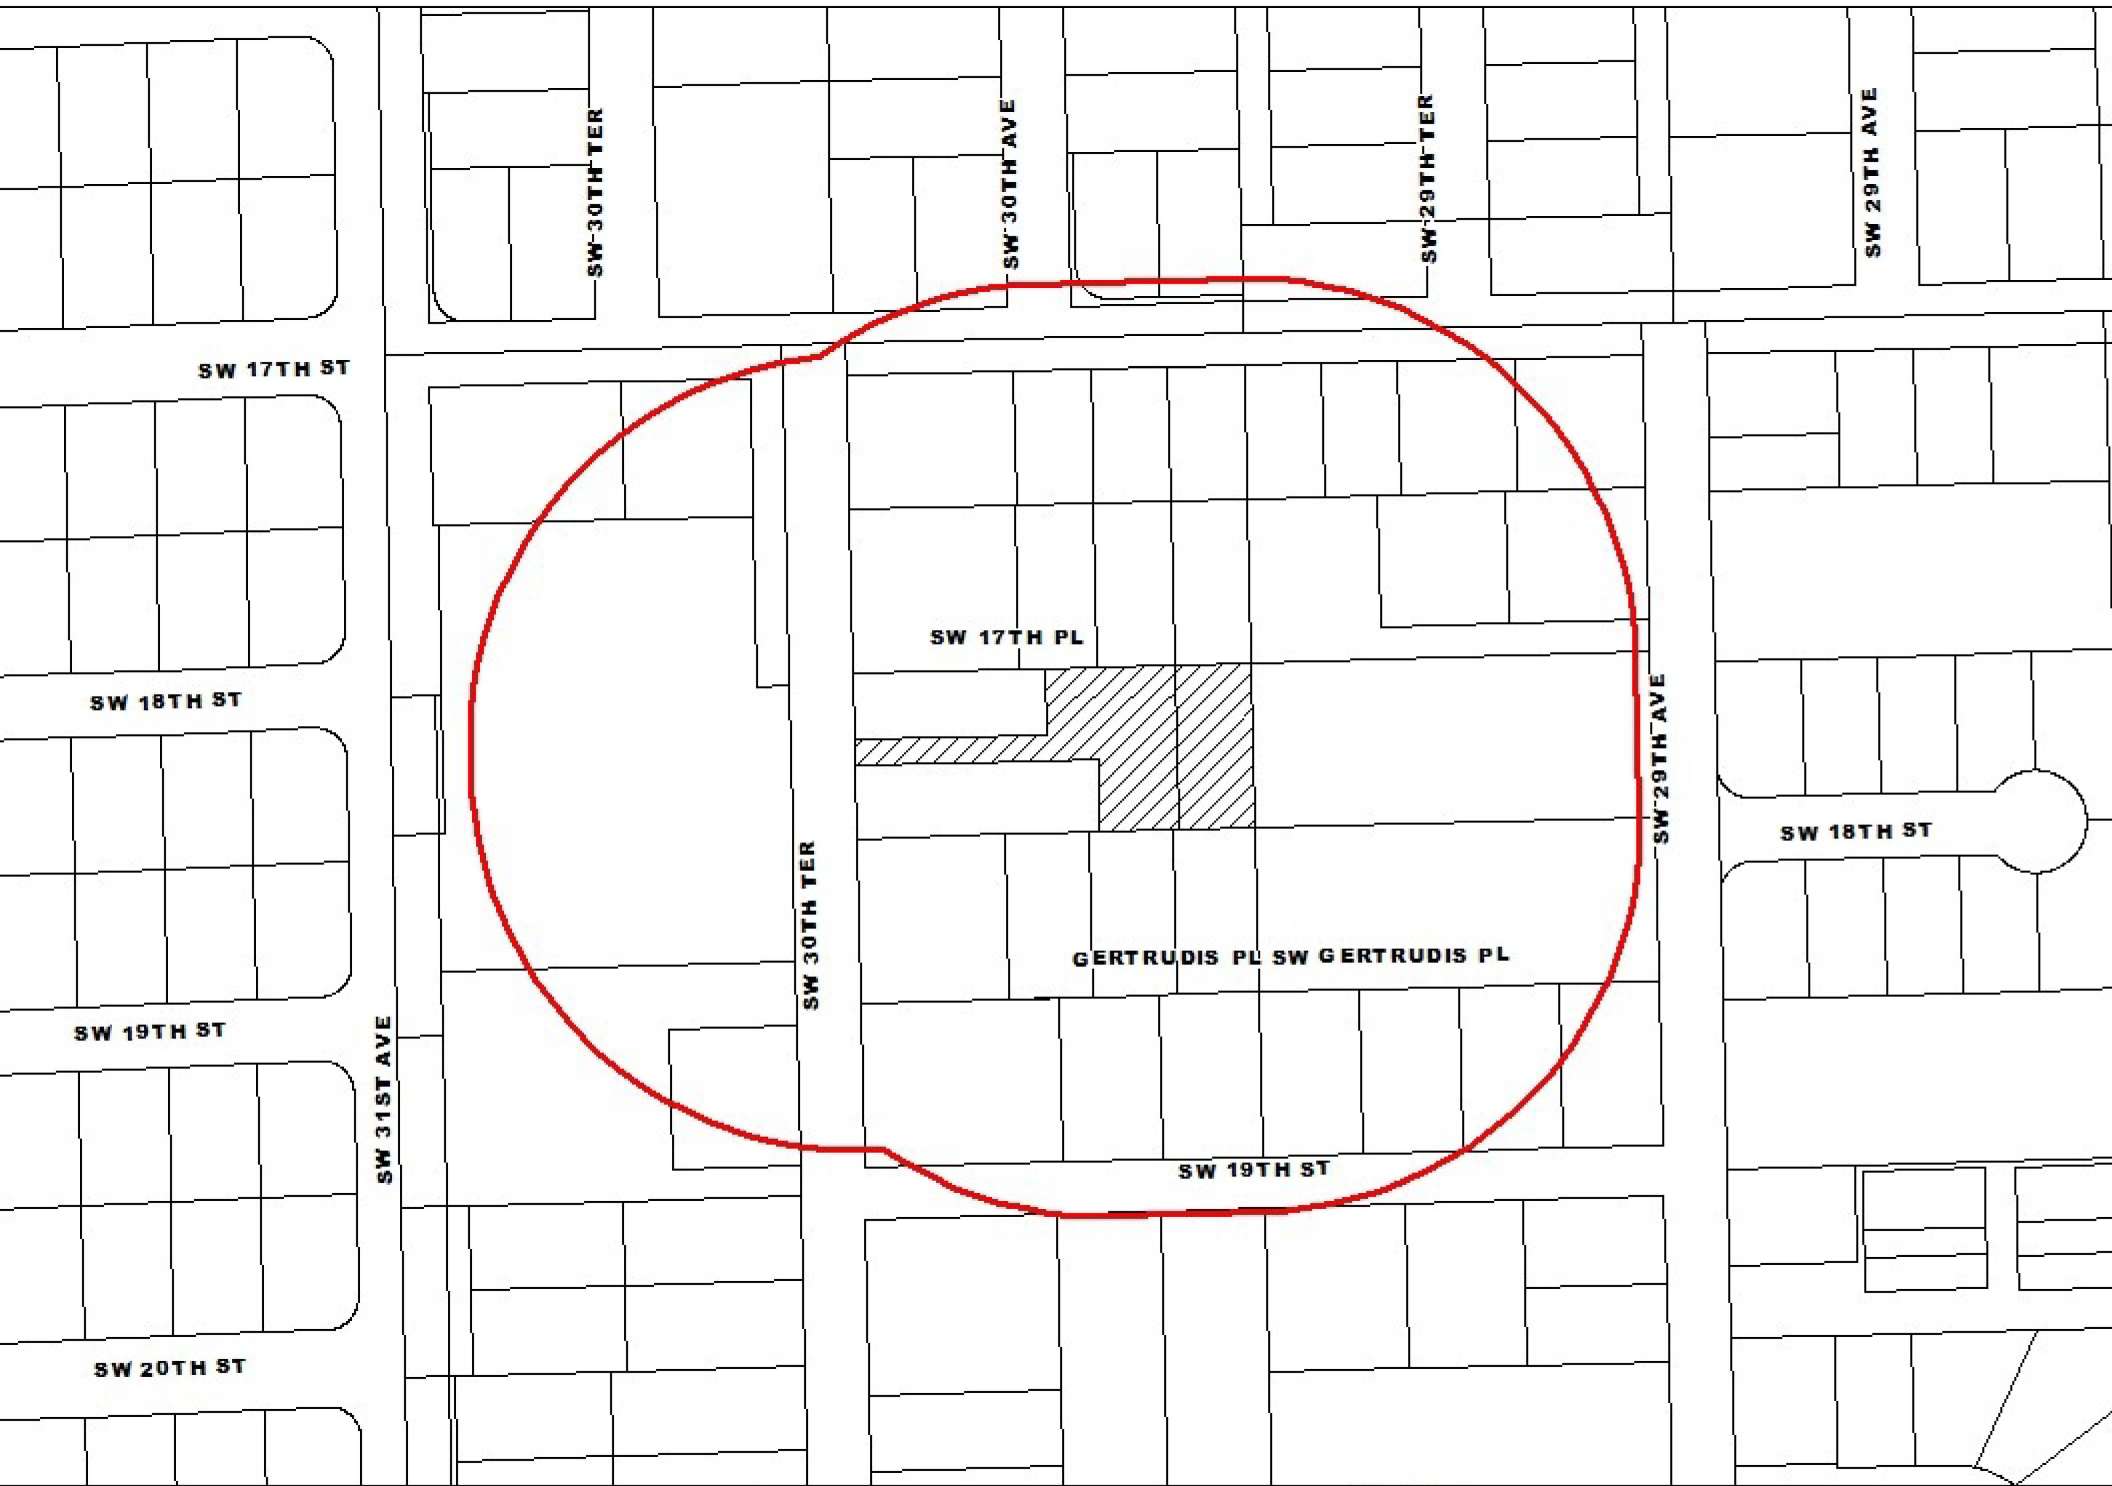 SW 30TH TER
SW 30TH AVE
SW 29TH TER
SW 29TH AVE
SW 17TH ST
SW 17TH PL
SW 18TH ST
SW 29TH AVE
SW 18TH ST
SW 30TH TER
GERTRUDIS PL SW GERTRUDIS PL
SW 19TH ST
SW 31ST AVE
SW 19TH ST
SW 20TH ST